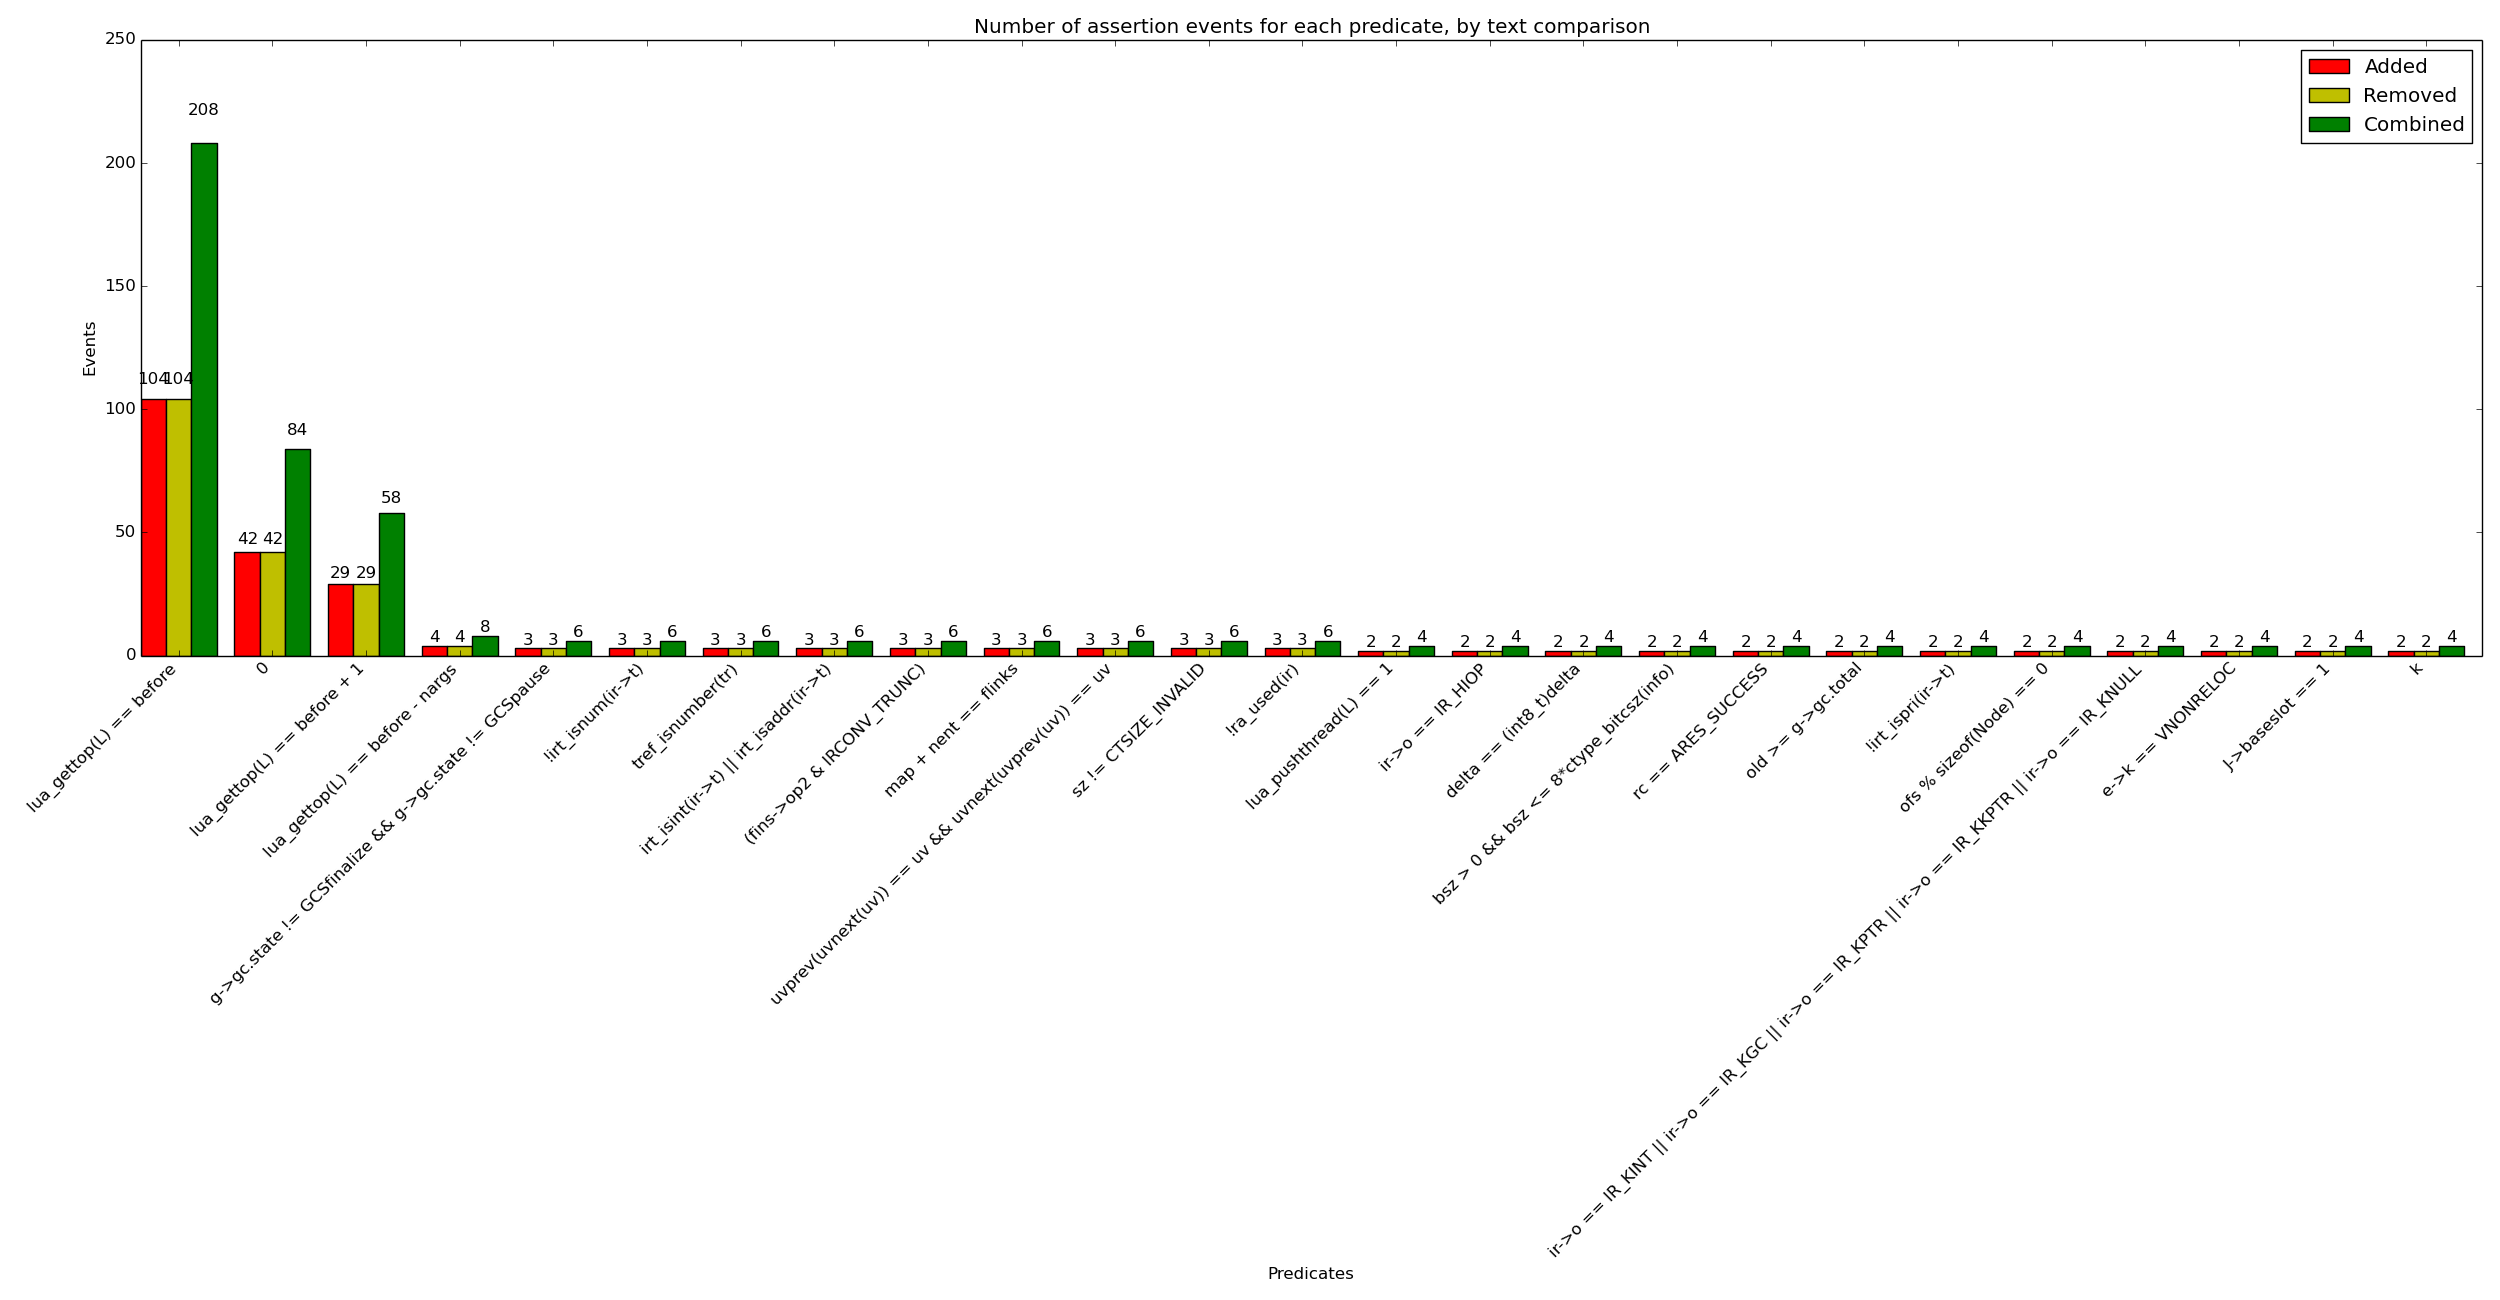 Number of assertion events for each predicate, by text comparison
250
200
150
100
50
0
Events
Added
Removed
Combined
104 104 208
42 42 84
29 29 58
4 4 8
3 3 6
3 3 6
3 3 6
3 3 6
3 3 6
3 3 6
3 3 6
3 3 6
3 3 6
2 2 4
2 2 4
2 2 4
2 2 4
2 2 4
2 2 4
2 2 4
2 2 4
2 2 4
2 2 4
2 2 4
2 2 4
lua_gettop(L) == before
0
lua_gettop(L) == before + 1
lua_gettop(L) == before - nargs
g->gc.state != GCSfinalize && g->gc.state != GCSpause
!irt_isnum(ir->t)
tref_isnumber(tr)
irt_isint(ir->t) || irt_isaddr(ir->t)
(fins->op2 & IRCONV_TRUNC)
map + nent == flinks
uvprev(uvnext(uv)) == uv && uvnext(uvprev(uv)) == uv
sz != CTSIZE_INVALID
!ra_used(ir)
lua_pushthread(L) == 1
ir->o == IR_HIOP
delta == (int8_t)delta
bsz > 0 && bsz <= 8*ctype_bitcsz(info)
rc == ARES_SUCCESS
old >= g->gc.total
!irt_ispri(ir->t)
ofs % sizeof(Node) == 0
ir->o == IR_KINT || ir->o == IR_KGC || ir->o == IR_KPTR || ir->o == IR_KKPTR || ir->o == IR_KNULL
e->k == VNONRELOC
J->baseslot == 1
k
Predicates